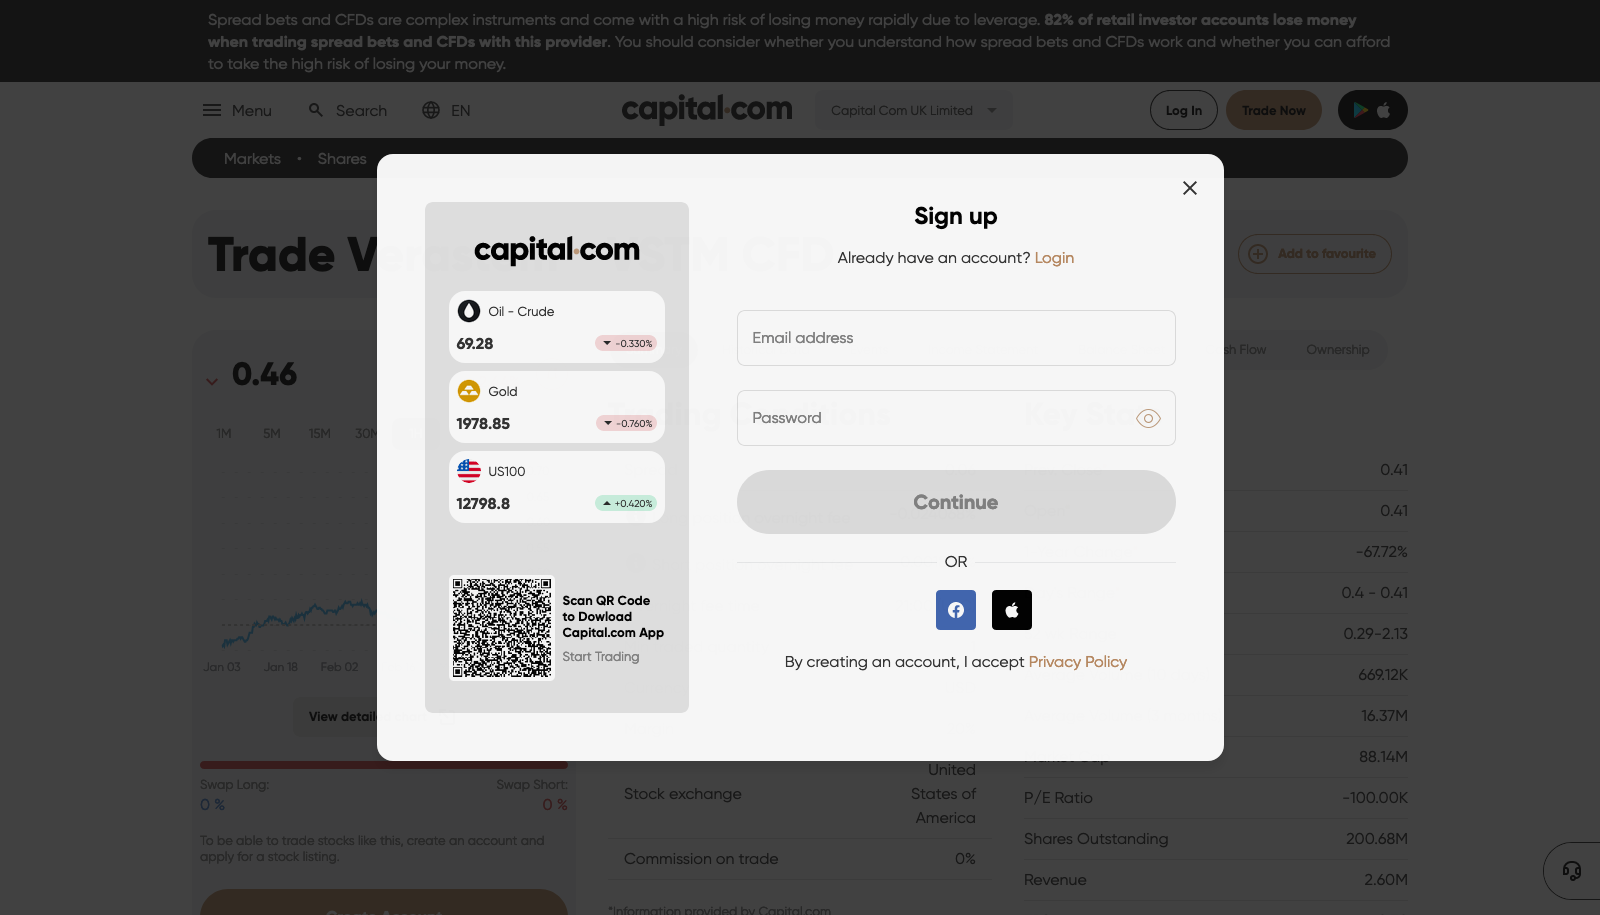 Spread bets and CFDs are complex instruments and come with a high risk of losing money rapidly due to leverage. 82% of retail investor accounts lose money
when trading spread bets and CFDs with this provider. You should consider whether you understand how spread bets and CFDs work and whether you can afford
to take the high risk of losing your money.
Menu
Search
EN
capital.com
Capital Com UK Limited
Log In
Trade Now
Markets • Shares
Trade
CFD
Add to favourite
Sign up
Already have an account? Login
Email address
Password
Continue
OR
By creating an account, I accept Privacy Policy
capital.com
Oil - Crude
69.28
-0.330%
Gold
1978.85
-0.760%
US100
12798.8
+0.420%
Scan QR Code
to Dowload
Capital.com App
Start Trading
0.46
1M 5M 15M
Jan 03 Jan 18 Feb 02
View
Swap Long:
0 %
Swap Short:
0 %
To be able to trade stocks like this, create an account and
apply for a stock listing.
Flow
Ownership
Stock exchange
United
States of
America
Commission on trade
0%
*Information provided by Capital.com
0.41
0.41
-67.72%
0.4 - 0.41
0.29-2.13
669.12K
16.37M
88.14M
P/E Ratio
-100.00K
Shares Outstanding
200.68M
Revenue
2.60M